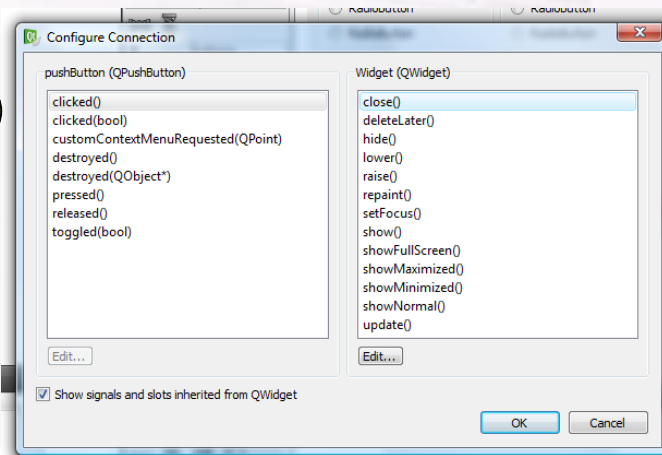 RadioButton
RadioButton
Configure Connection
pushButton (QPushButton)
clicked()
clicked(bool)
customContextMenuRequested(QPoint)
destroyed()
destroyed(QObject*)
pressed()
released()
toggled(bool)
Edit...
Widget (QWidget)
close()
deleteLater()
hide()
lower()
raise()
repaint()
setFocus()
show()
showFullScreen()
showMaximized()
showMinimized()
showNormal()
update()
Edit...
Show signals and slots inherited from QWidget
OK
Cancel